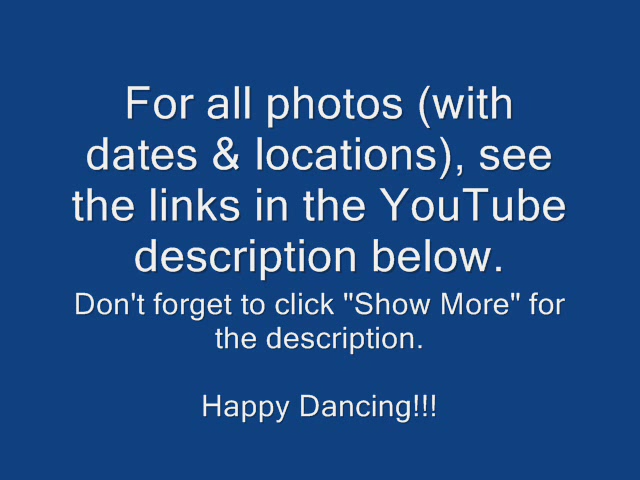 For all photos (with
dates & locations), see
the links in the YouTube
description below.
Don't forget to click "Show More" for
the description.
Happy Dancing!!!